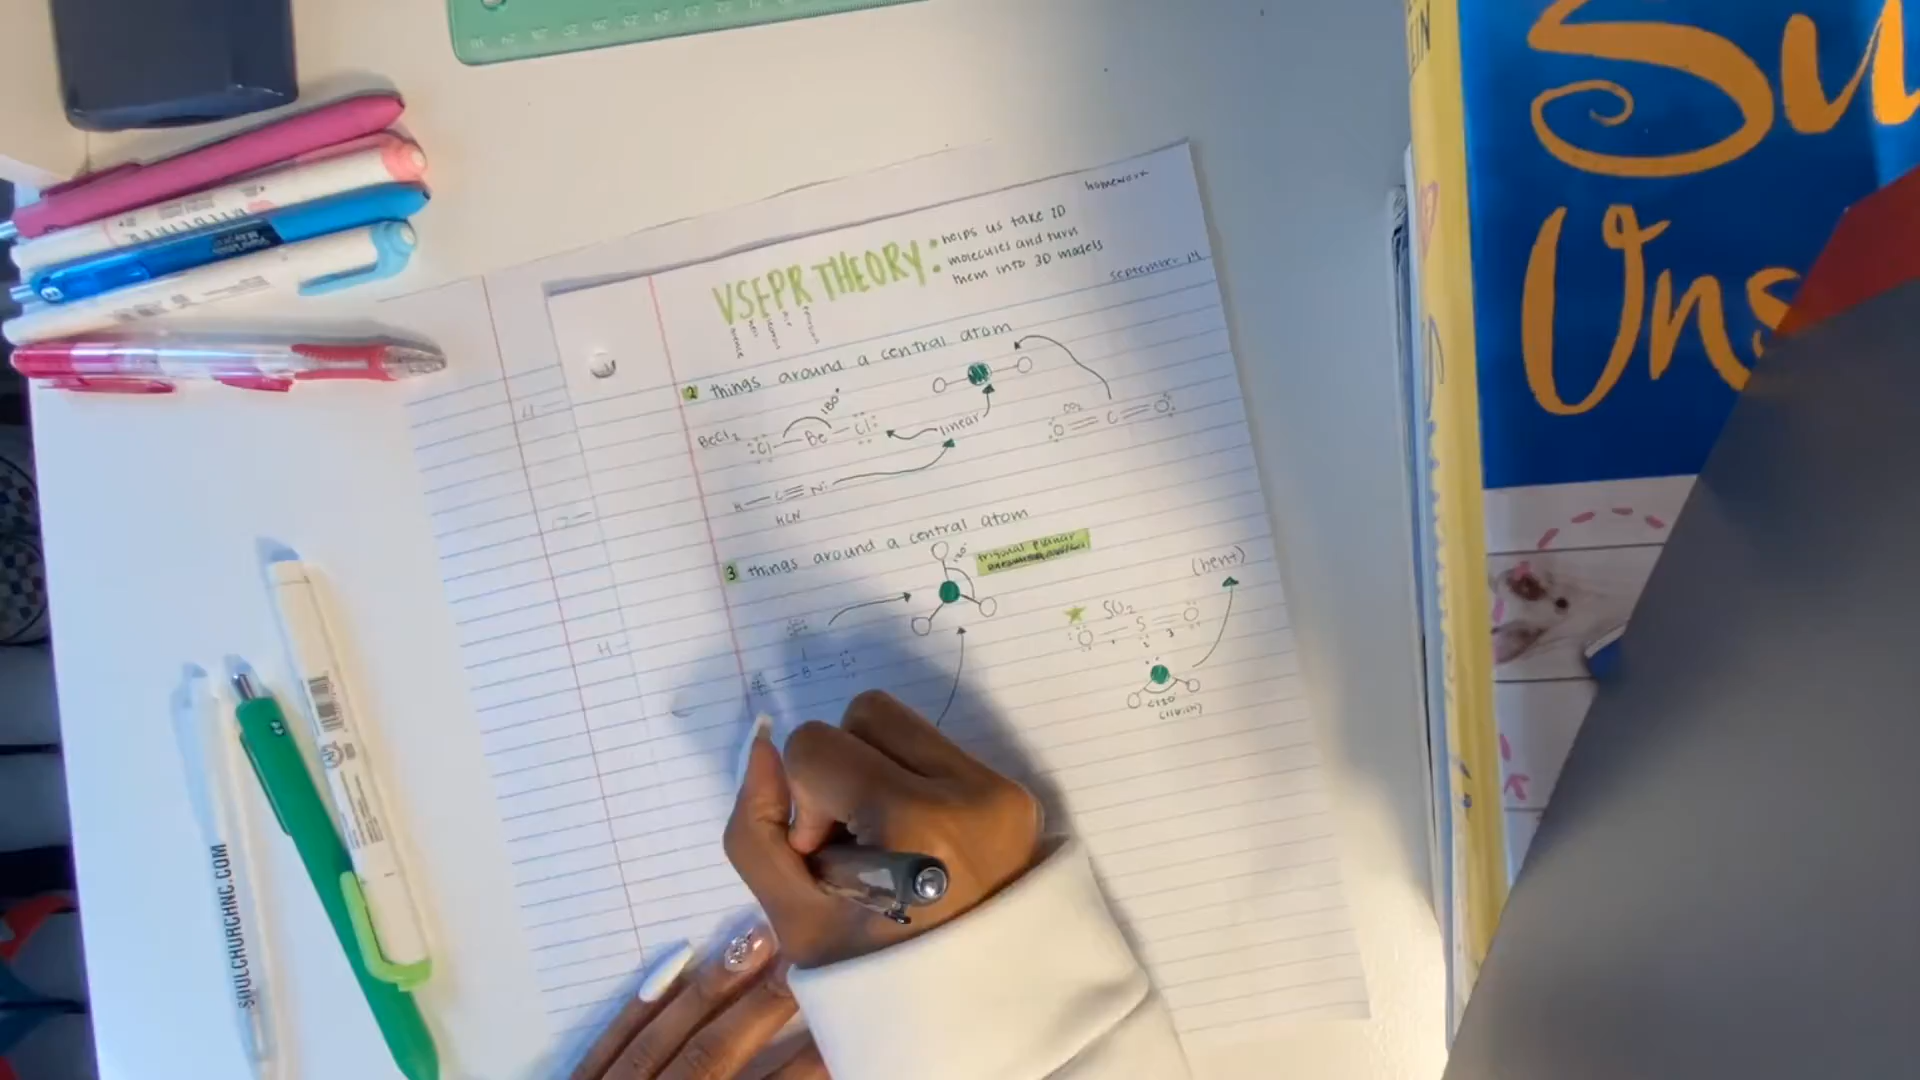 homework
VSEPR THEORY:
helps us take 2D
molecules and turn
them into 3D models
September 14
2 things around a central atom
BeCl2
Cl Be Cl
180°
linear
CO2
O C O
H C N
HCN
3 things around a central atom
120°
trigonal planar
B
SO2
O S O
(bent)
<120°
SOULCHURCHNC.COM
Su
Uns